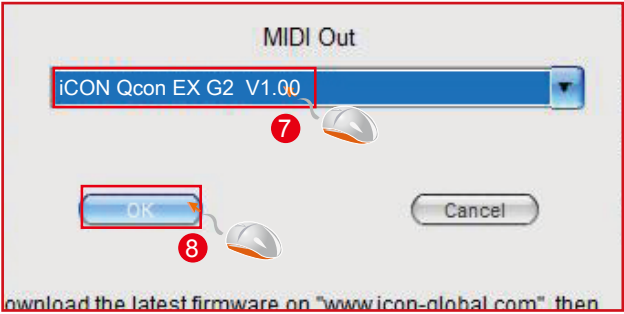 MIDI Out
iCON Qcon EX G2 V1.00
7
OK
Cancel
8
ownload the latest firmware on "www.icon-global.com", then